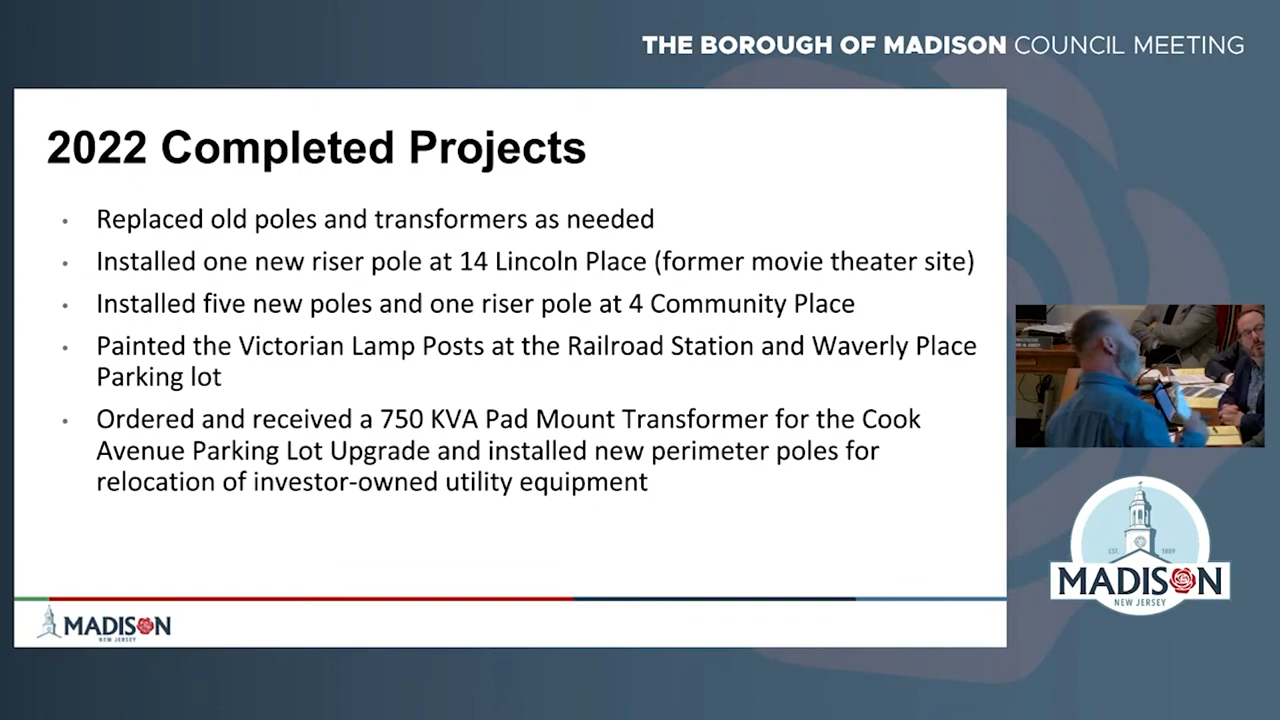 THE BOROUGH OF MADISON COUNCIL MEETING
2022 Completed Projects
• Replaced old poles and transformers as needed
• Installed one new riser pole at 14 Lincoln Place (former movie theater site)
• Installed five new poles and one riser pole at 4 Community Place
• Painted the Victorian Lamp Posts at the Railroad Station and Waverly Place
Parking lot
• Ordered and received a 750 KVA Pad Mount Transformer for the Cook
Avenue Parking Lot Upgrade and installed new perimeter poles for
relocation of investor-owned utility equipment
EST. 1889
MADISON
NEW JERSEY
MADISON
NEW JERSEY